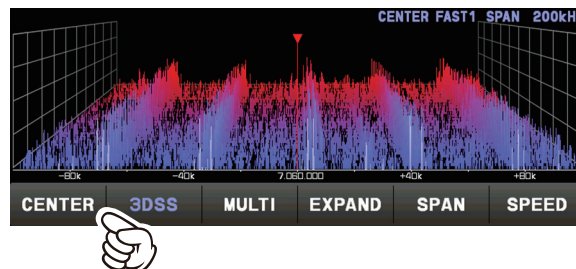 CENTER FAST1 SPAN 200kH
-80k -40k 7.060.000 +40k +80k
CENTER 3DSS MULTI EXPAND SPAN SPEED